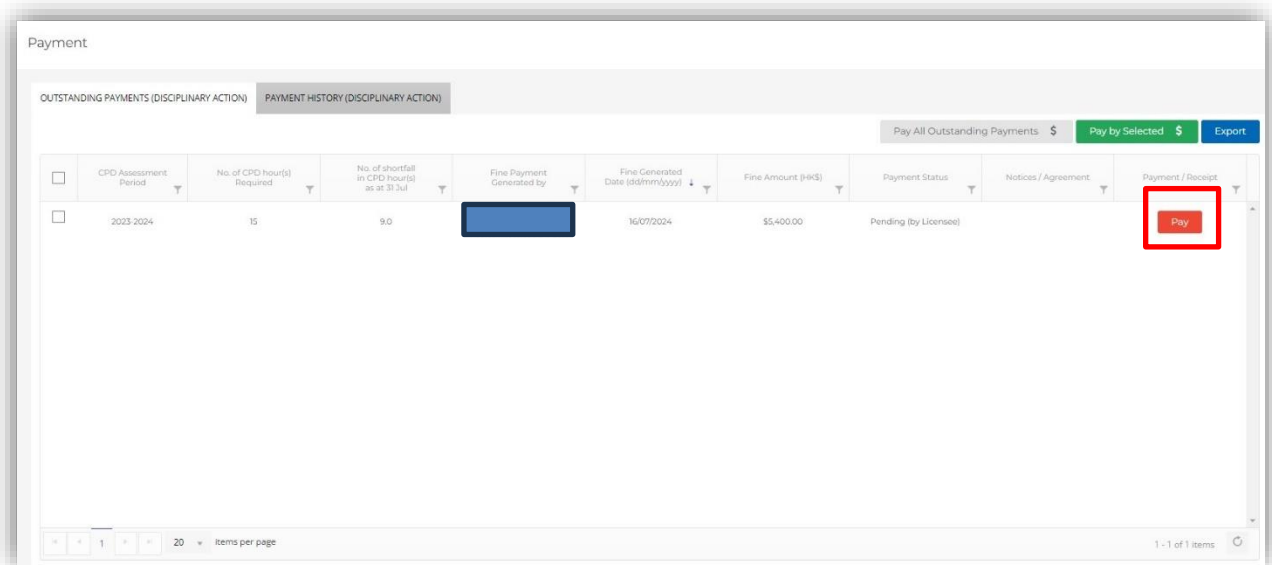 Payment
OUTSTANDING PAYMENTS (DISCIPLINARY ACTION) PAYMENT HISTORY (DISCIPLINARY ACTION)
Pay All Outstanding Payments $ Pay by Selected $ Export
CPD Assessment
Period
No. of CPD hour(s)
Required
No. of shortfall
in CPD hour(s)
as at 31 Jul
Fine Payment
Generated by
Fine Generated
Date (dd/mm/yyyy) ↓
Fine Amount (HK$)
Payment Status
Notices / Agreement
Payment / Receipt
2023-2024 15 9.0 16/07/2024 $5,400.00 Pending (by Licensee) Pay
1 20 items per page 1 - 1 of 1 items